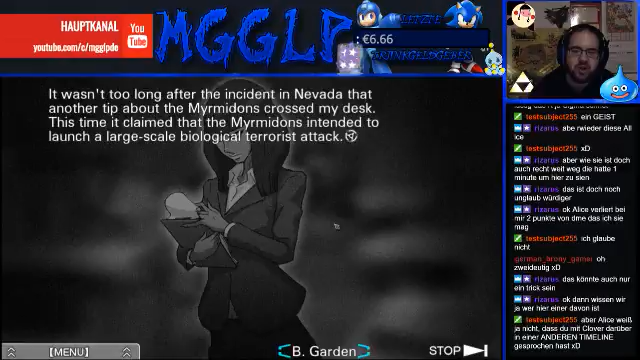 HAUPTKANAL
youtube.com/c/mgglpde
You
Tube
MGGLP
€6.66
It wasn't too long after the incident in Nevada that
another tip about the Myrmidons crossed my desk.
This time it claimed that the Myrmidons intended to
launch a large-scale biological terrorist attack.
testsubject255 ein GEIST
rizarus aber wieder diese Ali
ice
testsubject255 xD
rizarus aber wie sie ist doch
auch recht weit weg die hatte 1
minute um hier zu sien
rizarus das ist doch noch
unglaub würdiger
rizarus ok Alice verliert bei
mir 2 punkte von dme das ich sie
mag
testsubject255 ich glaube
nicht
german_brony_gamer oh
zweideutig xD
rizarus das könnte auch nur
ein trick sein
rizarus ok dann wissen wir
ja wer hier einer davon ist
testsubject255 aber Alice weiß
ja nicht, dass du mit Clover darüber
in einer ANDEREN TIMELINE
gesprochen hast xD
[MENU]
B. Garden
STOP